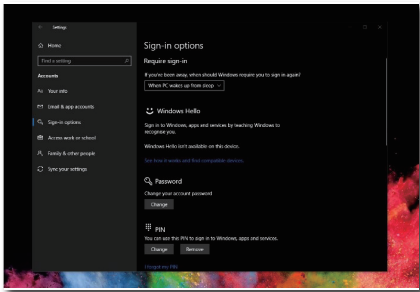 Settings
Home
Find a setting
Accounts
Your info
Email & app accounts
Sign-in options
Access work or school
Family & other people
Sync your settings
Sign-in options
Require sign-in
If you've been away, when should Windows require you to sign in again?
When PC wakes up from sleep
Windows Hello
Sign in to Windows, apps and services by teaching Windows to
recognise you.
Windows Hello isn't available on this device.
See how it works and find compatible devices.
Password
Change your account password
Change
PIN
You can use this PIN to sign in to Windows, apps and services.
Change Remove
I forgot my PIN